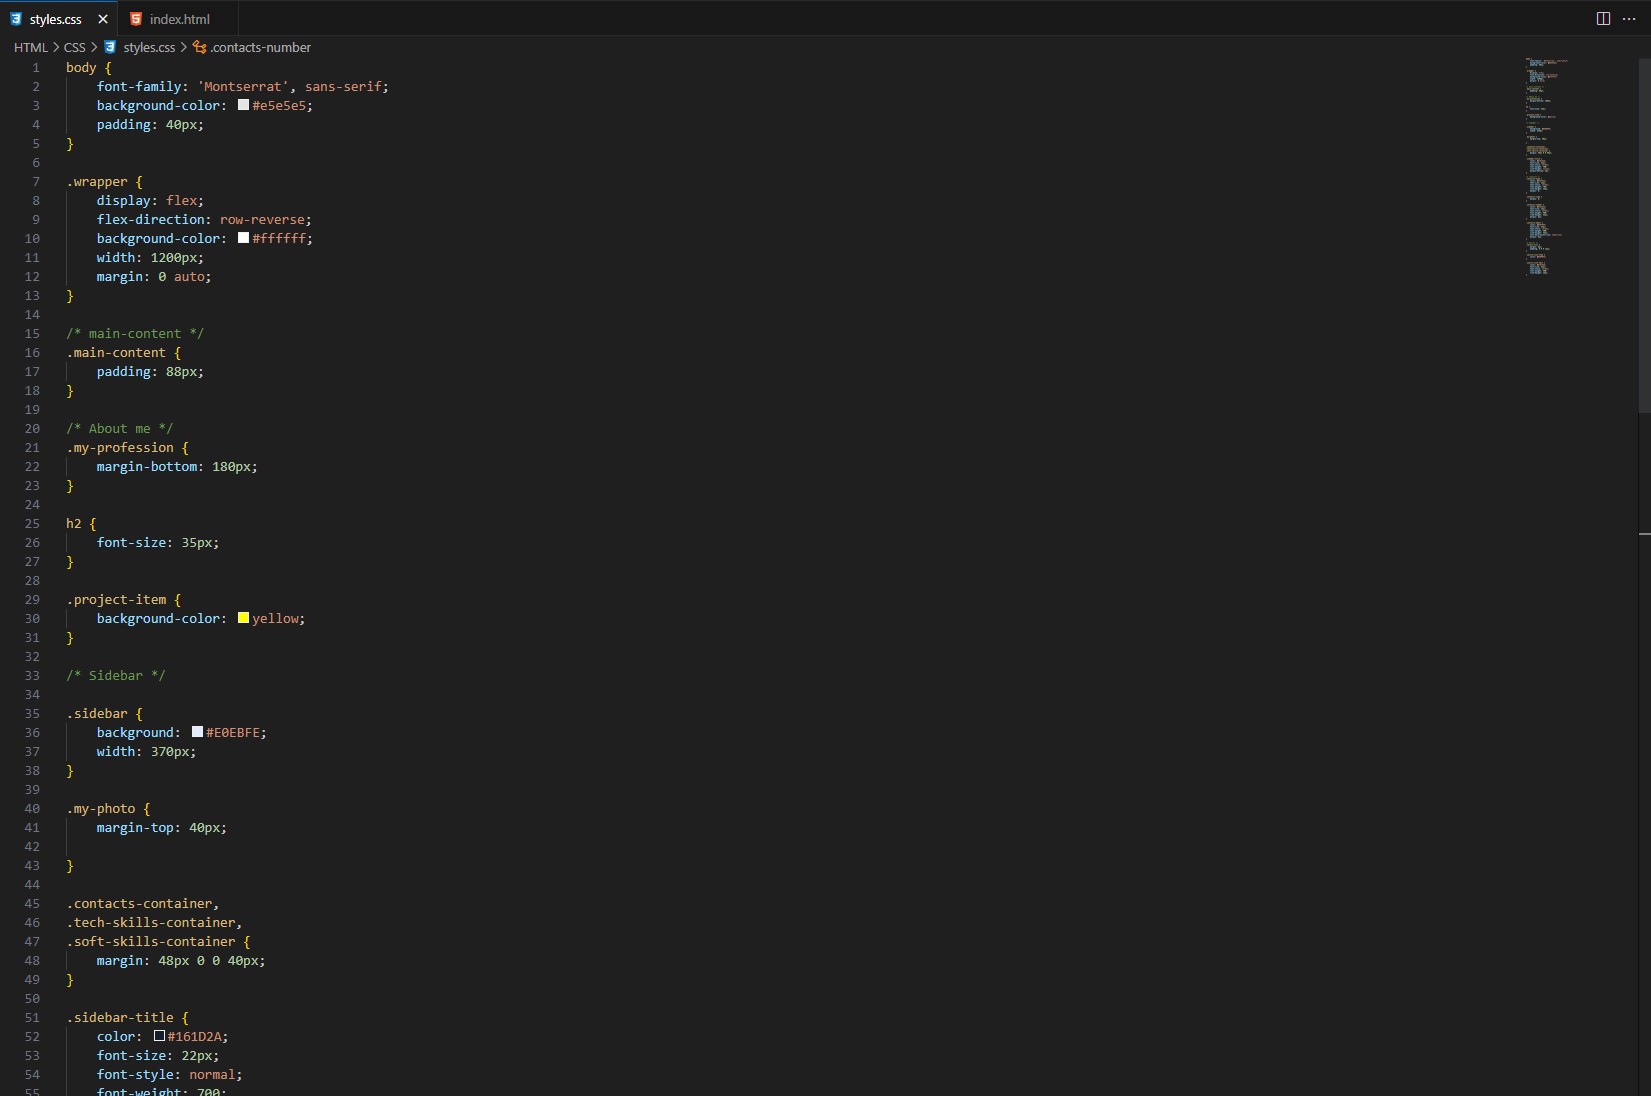 styles.css
index.html
HTML > CSS > styles.css > .contacts-number
1 body {
2 font-family: 'Montserrat', sans-serif;
3 background-color: #e5e5e5;
4 padding: 40px;
5 }
6
7 .wrapper {
8 display: flex;
9 flex-direction: row-reverse;
10 background-color: #ffffff;
11 width: 1200px;
12 margin: 0 auto;
13 }
14
15 /* main-content */
16 .main-content {
17 padding: 88px;
18 }
19
20 /* About me */
21 .my-profession {
22 margin-bottom: 180px;
23 }
24
25 h2 {
26 font-size: 35px;
27 }
28
29 .project-item {
30 background-color: yellow;
31 }
32
33 /* Sidebar */
34
35 .sidebar {
36 background: #E0EBFE;
37 width: 370px;
38 }
39
40 .my-photo {
41 margin-top: 40px;
42
43 }
44
45 .contacts-container,
46 .tech-skills-container,
47 .soft-skills-container {
48 margin: 48px 0 0 40px;
49 }
50
51 .sidebar-title {
52 color: #161D2A;
53 font-size: 22px;
54 font-style: normal;
55 font-weight: 700;